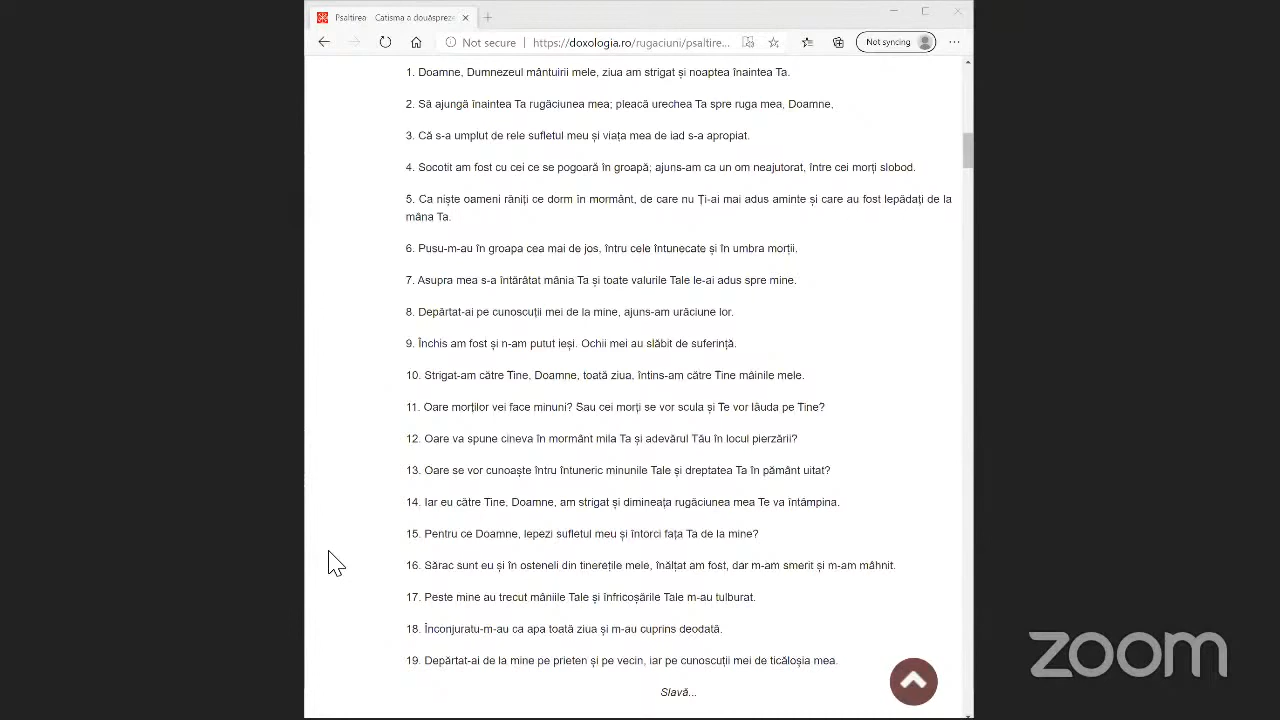 Psaltirea Catisma a douăspreze
Not secure
https://doxologia.ro/rugaciuni/psaltire...
Not syncing
1. Doamne, Dumnezeul mântuirii mele, ziua am strigat și noaptea înaintea Ta.
2. Să ajungă înaintea Ta rugăciunea mea; pleacă urechea Ta spre ruga mea, Doamne,
3. Că s-a umplut de rele sufletul meu și viața mea de iad s-a apropiat.
4. Socotit am fost cu cei ce se pogoară în groapă; ajuns-am ca un om neajutorat, între cei morți slobod.
5. Ca niște oameni răniți ce dorm în mormânt, de care nu Ți-ai mai adus aminte și care au fost lepădați de la
mâna Ta.
6. Pusu-m-au în groapa cea mai de jos, întru cele întunecate și în umbra morții.
7. Asupra mea s-a întărâtat mânia Ta și toate valurile Tale le-ai adus spre mine.
8. Depărtat-ai pe cunoscuții mei de la mine, ajuns-am urâciune lor.
9. Închis am fost și n-am putut ieși. Ochii mei au slăbit de suferință.
10. Strigat-am către Tine, Doamne, toată ziua, întins-am către Tine mâinile mele.
11. Oare morților vei face minuni? Sau cei morți se vor scula și Te vor lăuda pe Tine?
12. Oare va spune cineva în mormânt mila Ta și adevărul Tău în locul pierzării?
13. Oare se vor cunoaște întru întuneric minunile Tale și dreptatea Ta în pământ uitat?
14. Iar eu către Tine, Doamne, am strigat și dimineața rugăciunea mea Te va întâmpina.
15. Pentru ce Doamne, lepezi sufletul meu și întorci fața Ta de la mine?
16. Sărac sunt eu și în osteneli din tinerețile mele, înălțat am fost, dar m-am smerit și m-am mâhnit.
17. Peste mine au trecut mâniile Tale și înfricoșările Tale m-au tulburat.
18. Înconjuratu-m-au ca apa toată ziua și m-au cuprins deodată.
19. Depărtat-ai de la mine pe prieten și pe vecin, iar pe cunoscuții mei de ticăloșia mea.
Slavă...
zoom